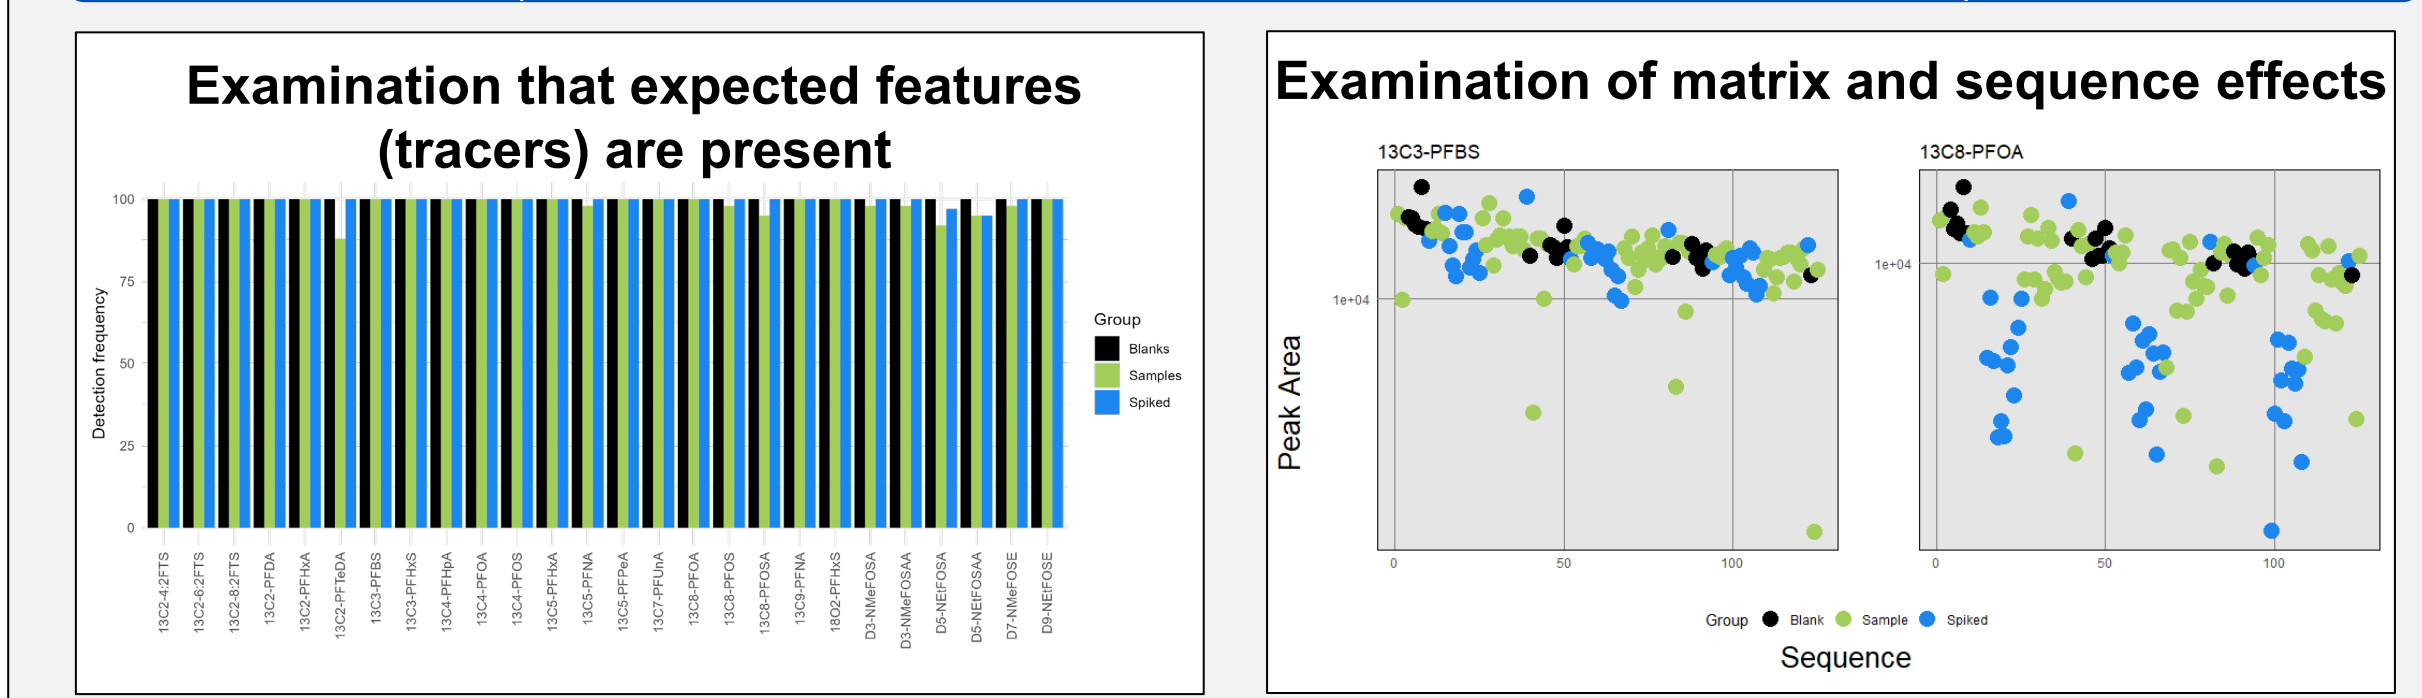 Examination that expected features
(tracers) are present
Detection frequency
100
75
50
25
0
13C2-4:2FTS
13C2-6:2FTS
13C2-8:2FTS
13C2-PFDA
13C2-PFHxA
13C2-PFTeDA
13C3-PFBS
13C3-PFHxS
13C4-PFHpA
13C4-PFOA
13C4-PFOS
13C5-PFHxA
13C5-PFNA
13C5-PFPeA
13C7-PFUnA
13C8-PFOA
13C8-PFOS
13C8-PFOSA
13C9-PFNA
18O2-PFHxS
D3-NMeFOSA
D3-NMeFOSAA
D5-NEtFOSA
D5-NEtFOSAA
D7-NMeFOSE
D9-NEtFOSE
Group
Blanks
Samples
Spiked
Examination of matrix and sequence effects
13C3-PFBS
13C8-PFOA
Peak Area
1e+04
1e+04
0 50 100
0 50 100
Group Blank Sample Spiked
Sequence